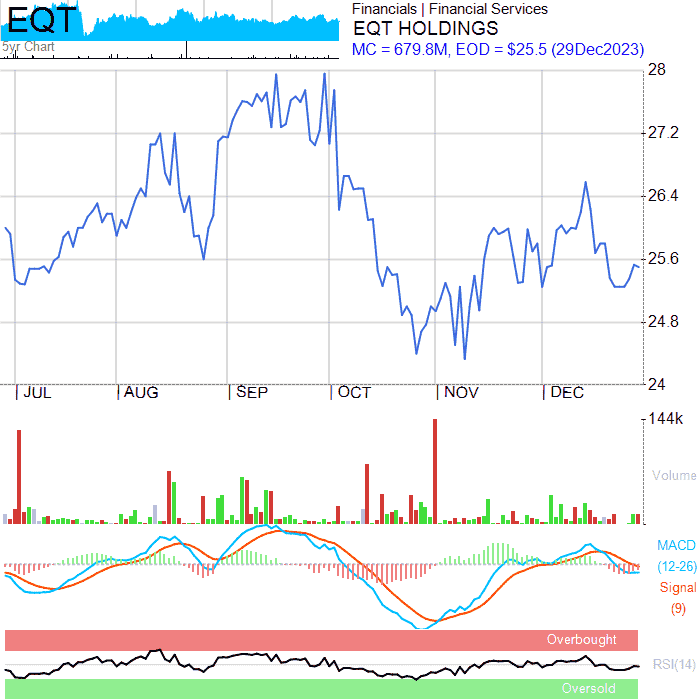 EQT
5yr Chart
Financials | Financial Services
EQT HOLDINGS
MC = 679.8M, EOD = $25.5 (29Dec2023)
28
27.2
26.4
25.6
24.8
24
JUL AUG SEP OCT NOV DEC
144k
Volume
MACD
(12-26)
Signal
(9)
Overbought
RSI(14)
Oversold